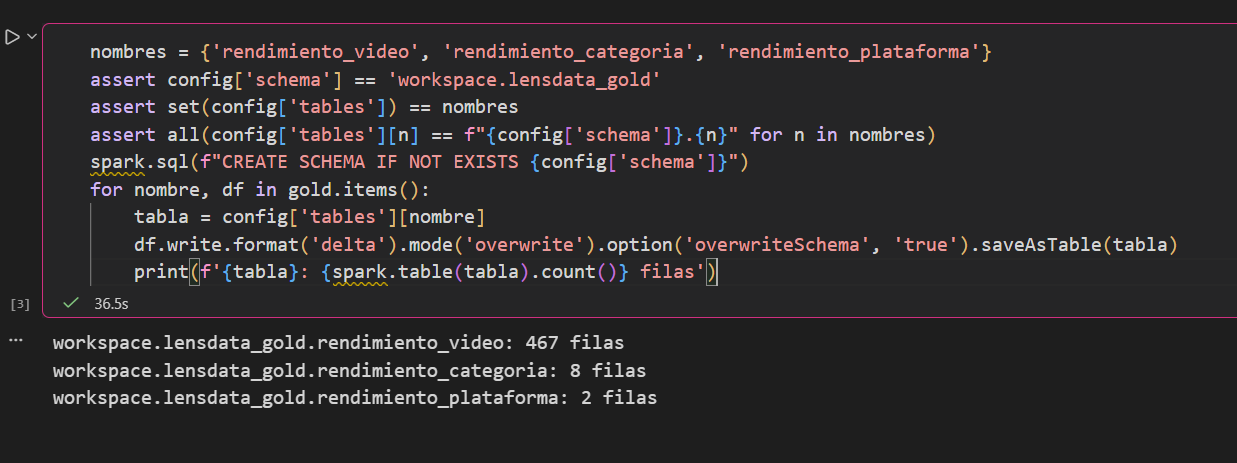 nombres = {'rendimiento_video', 'rendimiento_categoria', 'rendimiento_plataforma'}
assert config['schema'] == 'workspace.lensdata_gold'
assert set(config['tables']) == nombres
assert all(config['tables'][n] == f"{config['schema']}.{n}" for n in nombres)
spark.sql(f"CREATE SCHEMA IF NOT EXISTS {config['schema']}")
for nombre, df in gold.items():
    tabla = config['tables'][nombre]
    df.write.format('delta').mode('overwrite').option('overwriteSchema', 'true').saveAsTable(tabla)
    print(f'{tabla}: {spark.table(tabla).count()} filas')
[3] 36.5s
... workspace.lensdata_gold.rendimiento_video: 467 filas
workspace.lensdata_gold.rendimiento_categoria: 8 filas
workspace.lensdata_gold.rendimiento_plataforma: 2 filas